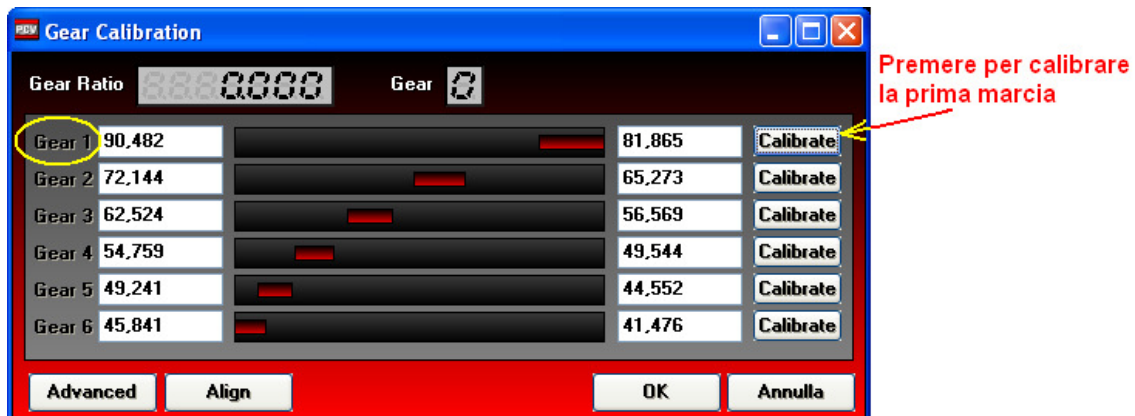 PCV Gear Calibration
Gear Ratio 0.000 Gear 0
Premere per calibrare
la prima marcia
Gear 1 90,482 81,865 Calibrate
Gear 2 72,144 65,273 Calibrate
Gear 3 62,524 56,569 Calibrate
Gear 4 54,759 49,544 Calibrate
Gear 5 49,241 44,552 Calibrate
Gear 6 45,841 41,476 Calibrate
Advanced Align OK Annulla